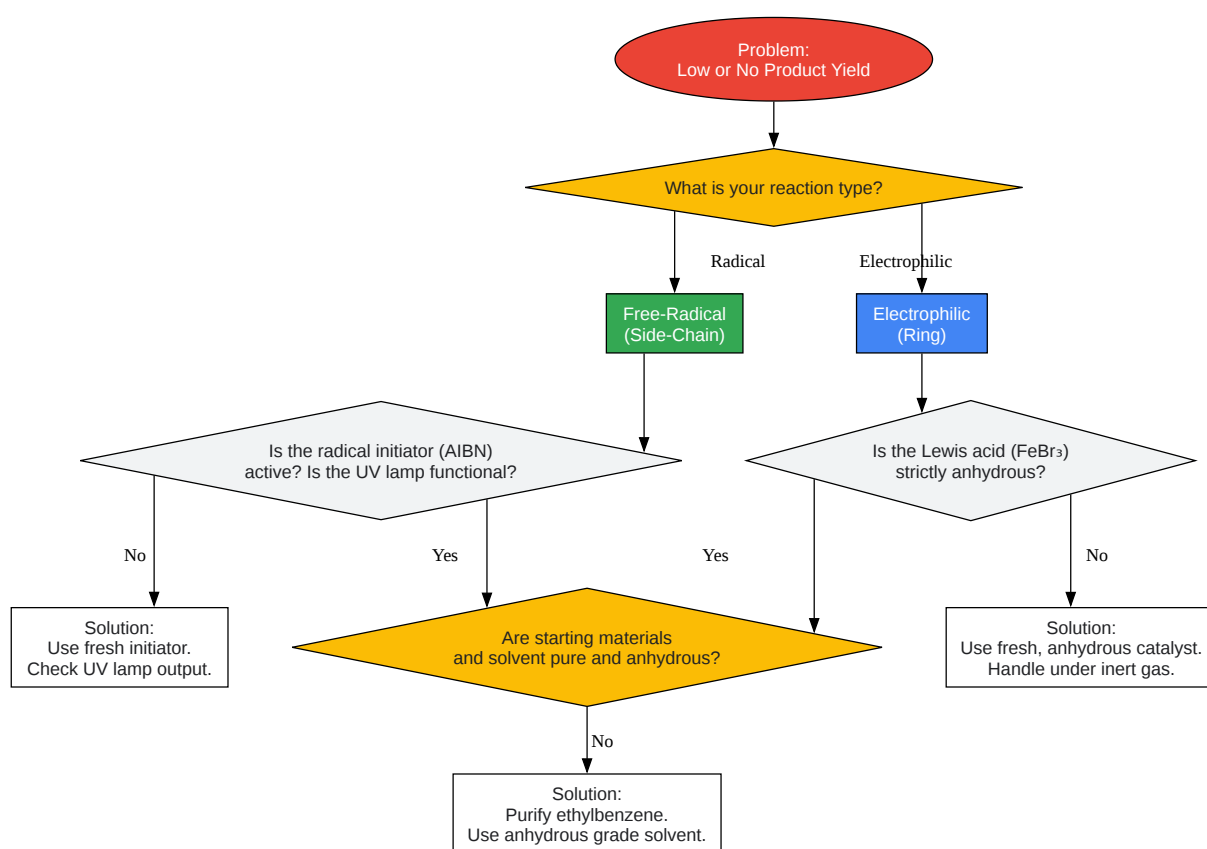 Problem:
Low or No Product Yield
What is your reaction type?
Radical
Electrophilic
Free-Radical
(Side-Chain)
Electrophilic
(Ring)
Is the radical initiator (AIBN)
active? Is the UV lamp functional?
Is the Lewis acid (FeBr₃)
strictly anhydrous?
No
Yes
Yes
No
Solution:
Use fresh initiator.
Check UV lamp output.
Are starting materials
and solvent pure and anhydrous?
Solution:
Use fresh, anhydrous catalyst.
Handle under inert gas.
No
Solution:
Purify ethylbenzene.
Use anhydrous grade solvent.